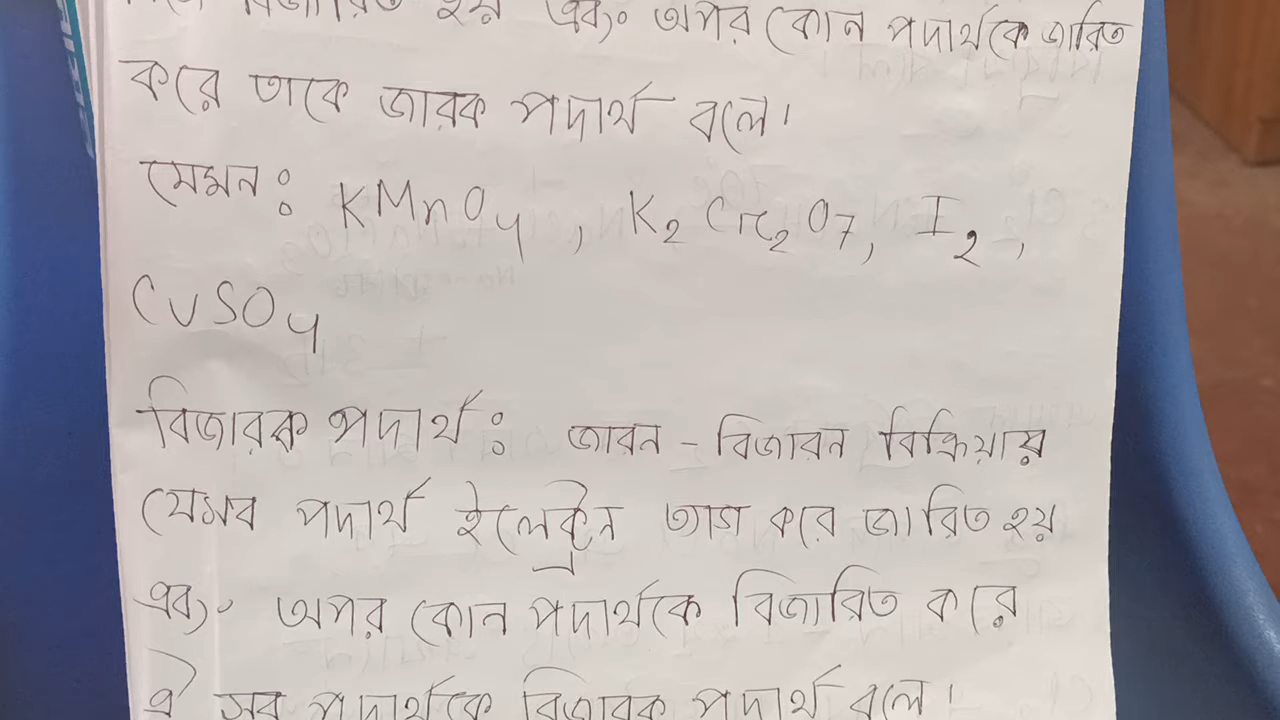 বিজারিত হয় এবং অপর কোন পদার্থকে জারিত
করে তাকে জারক পদার্থ বলে।
যেমনঃ KMnO4, K2Cr2O7, I2,
CuSO4
বিজারক পদার্থঃ জারন - বিজারন বিক্রিয়ায়
যেসব পদার্থ ইলেক্ট্রন ত্যাগ করে জারিত হয়
এবং অপর কোন পদার্থকে বিজারিত করে
ঐ সব পদার্থকে বিজারক পদার্থ বলে।